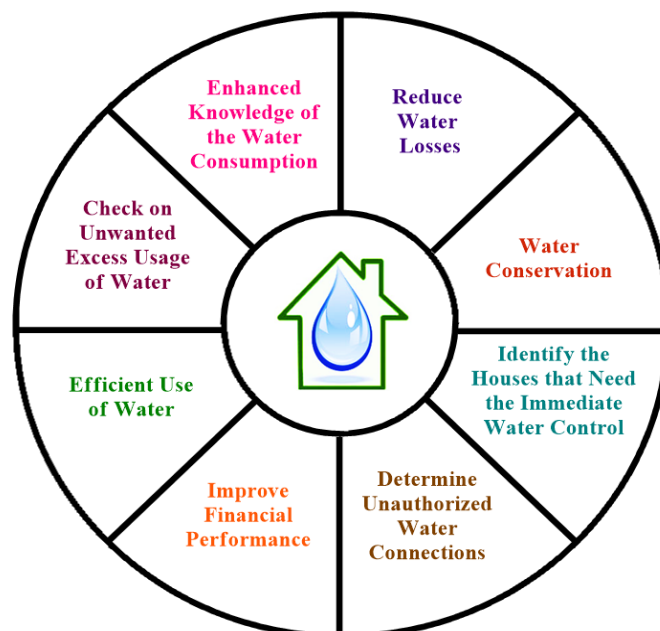 Enhanced
Knowledge of
the Water
Consumption
Reduce
Water
Losses
Water
Conservation
Identify the
Houses that Need
the Immediate
Water Control
Determine
Unauthorized
Water
Connections
Improve
Financial
Performance
Efficient Use
of Water
Check on
Unwanted
Excess Usage
of Water